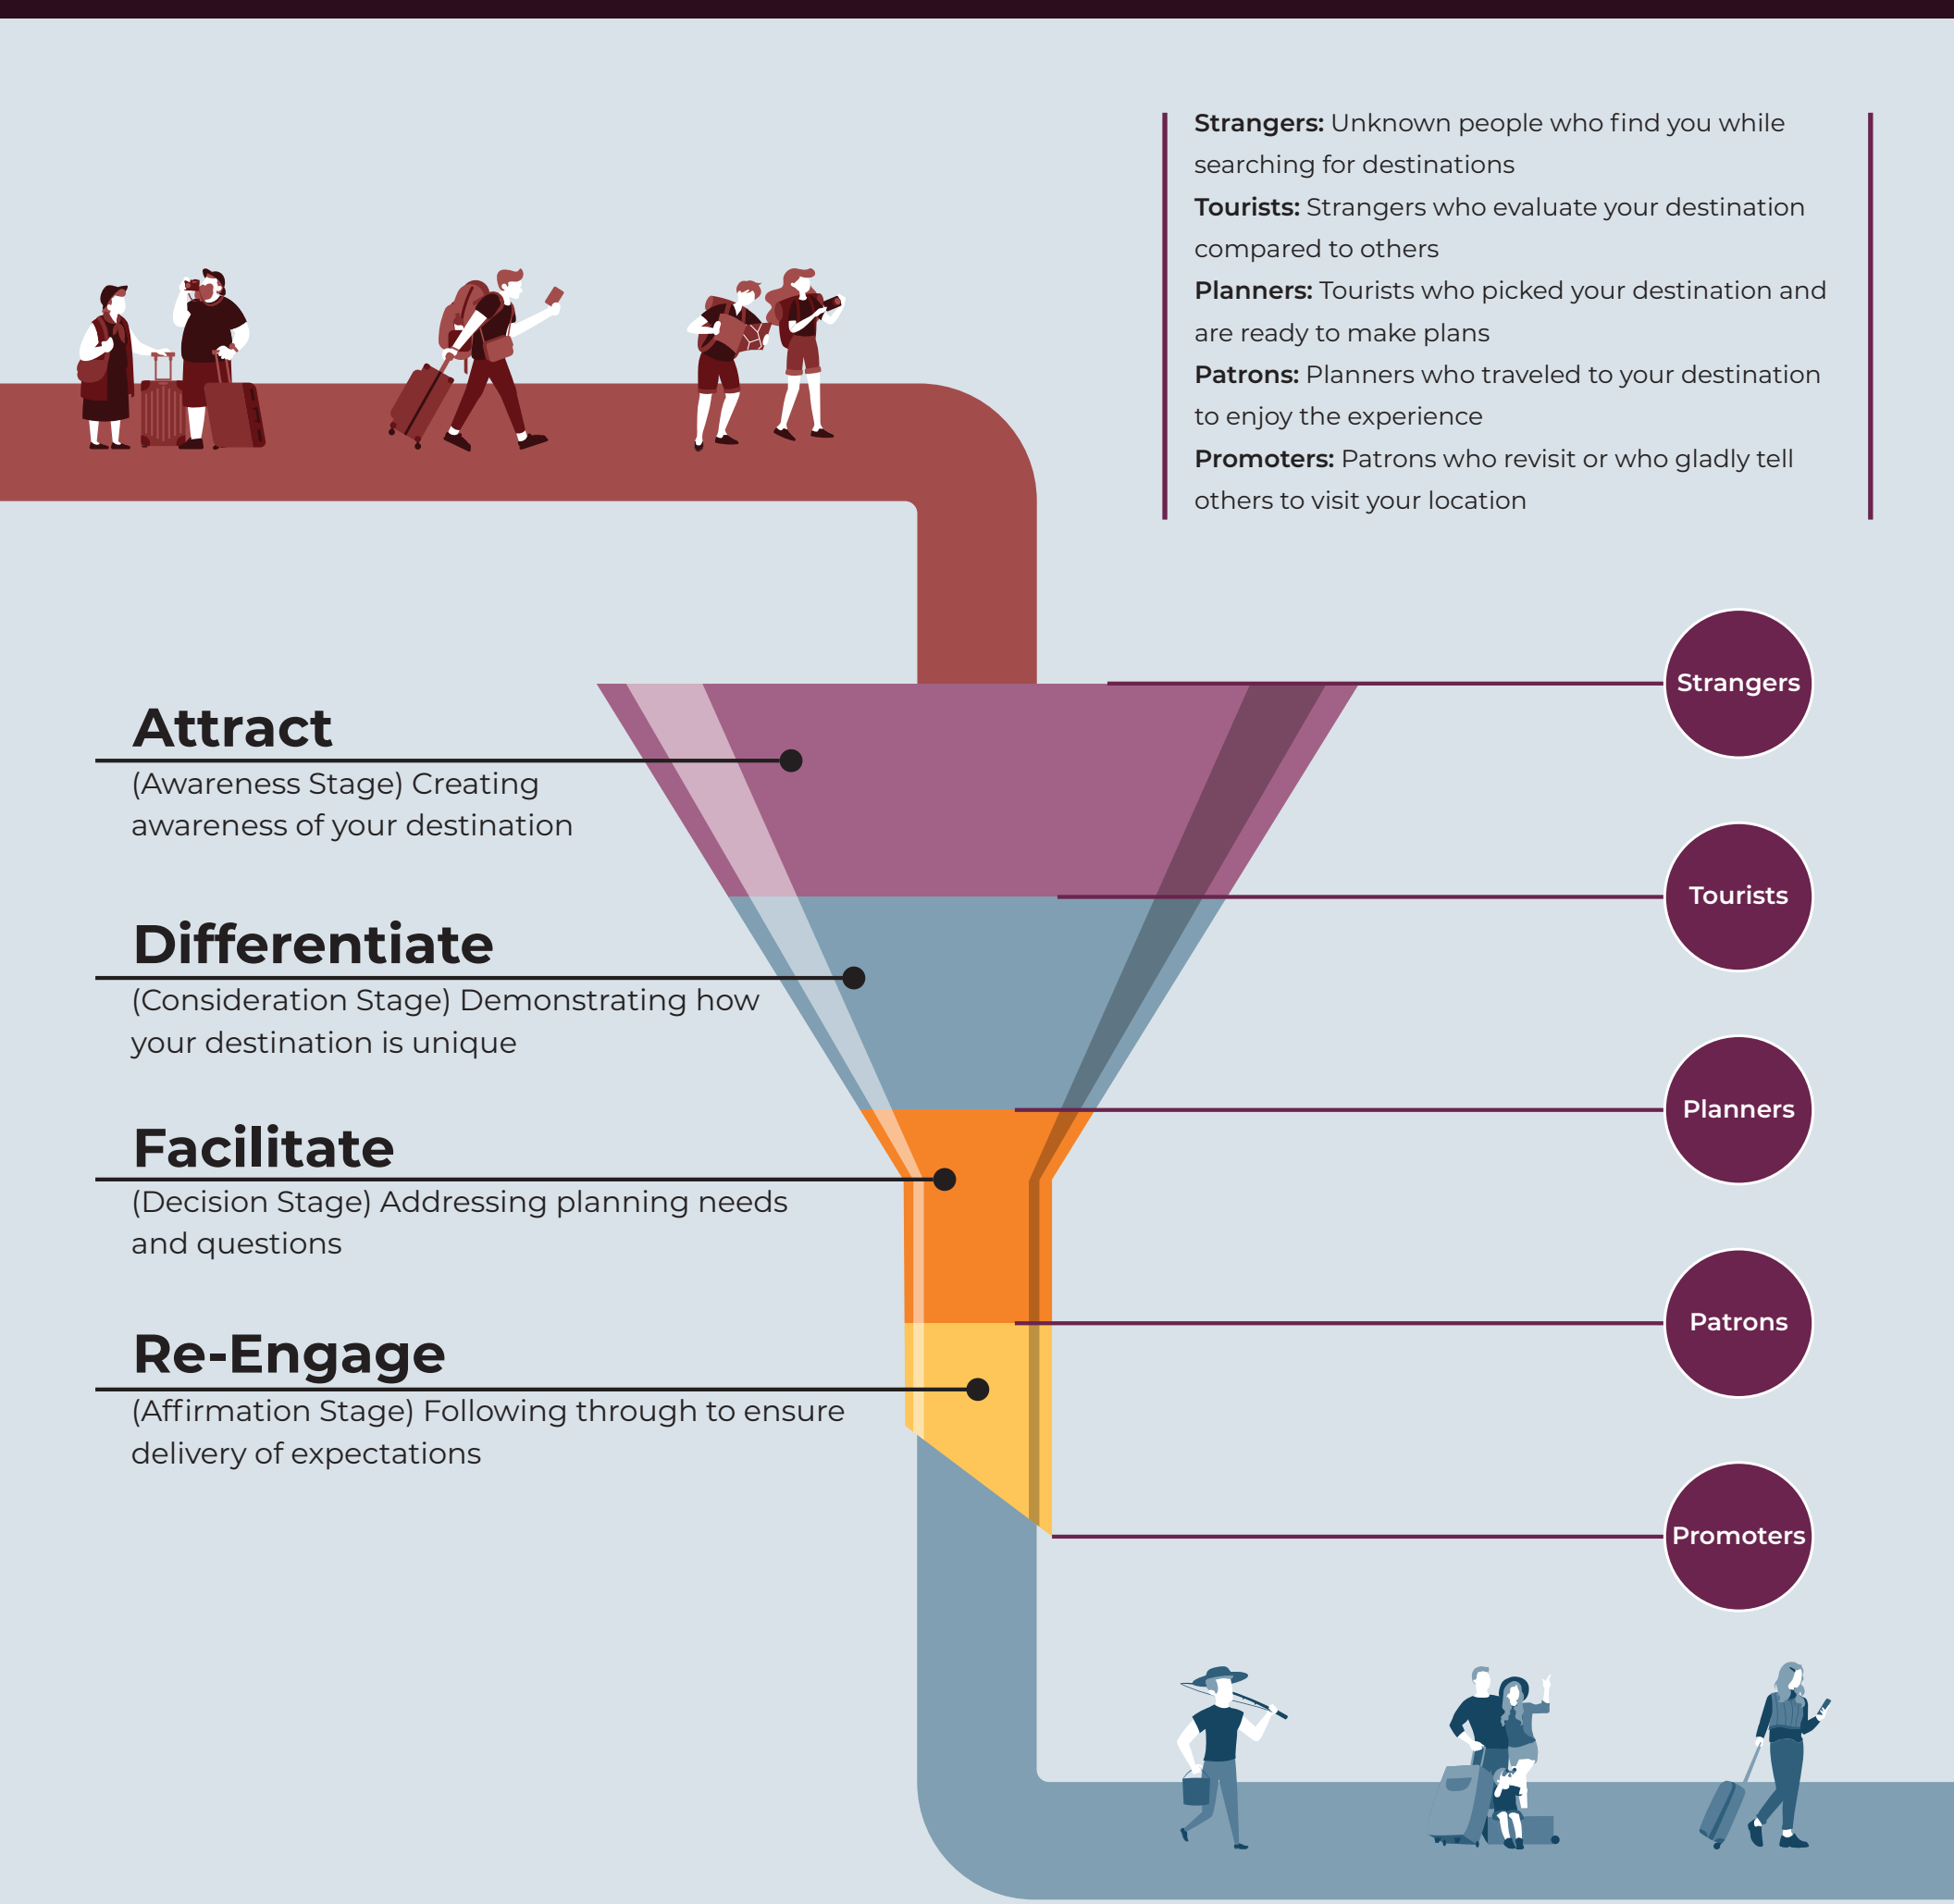 Strangers: Unknown people who find you while
searching for destinations
Tourists: Strangers who evaluate your destination
compared to others
Planners: Tourists who picked your destination and
are ready to make plans
Patrons: Planners who traveled to your destination
to enjoy the experience
Promoters: Patrons who revisit or who gladly tell
others to visit your location
Strangers
Attract
(Awareness Stage) Creating
awareness of your destination
Tourists
Differentiate
(Consideration Stage) Demonstrating how
your destination is unique
Planners
Facilitate
(Decision Stage) Addressing planning needs
and questions
Patrons
Re-Engage
(Affirmation Stage) Following through to ensure
delivery of expectations
Promoters